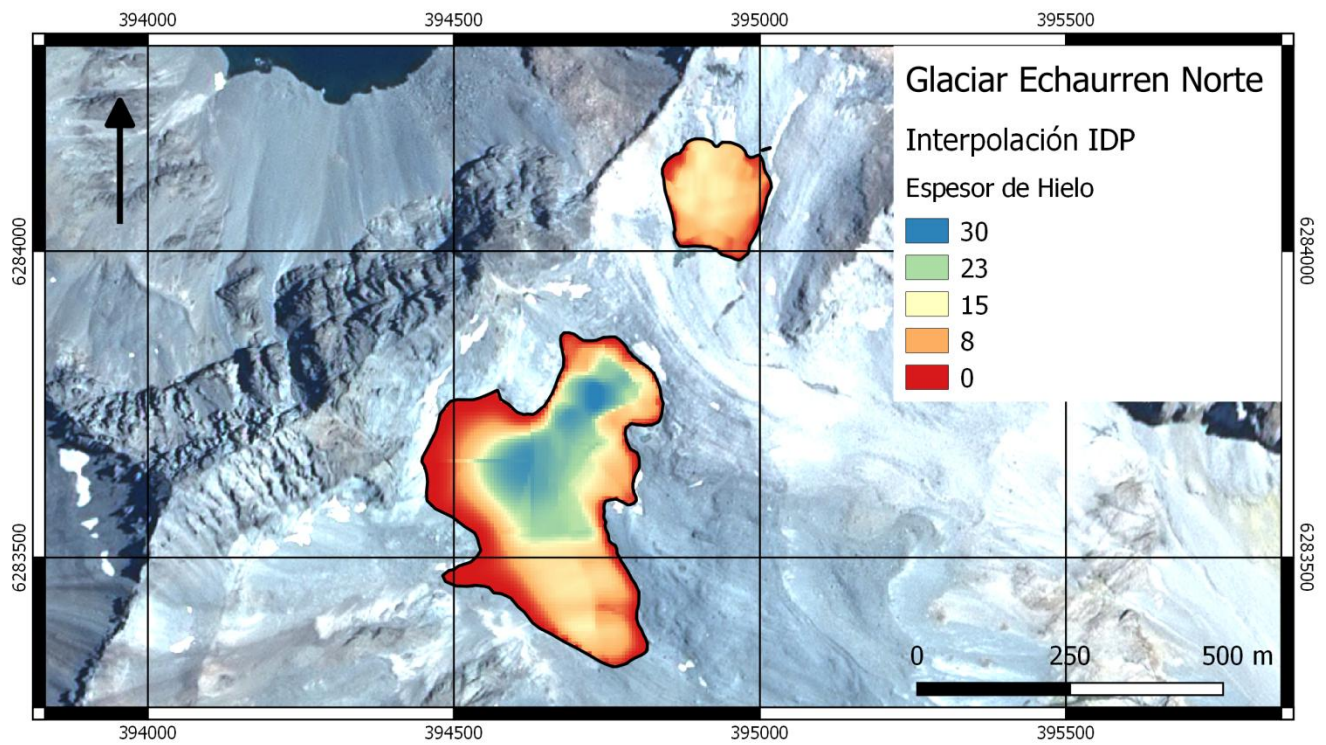 394000 394500 395000 395500
Glaciar Echaurren Norte
Interpolación IDP
Espesor de Hielo
30
23
15
8
0
6284000 6284000
6283500 6283500
0 250 500 m
394000 394500 395000 395500